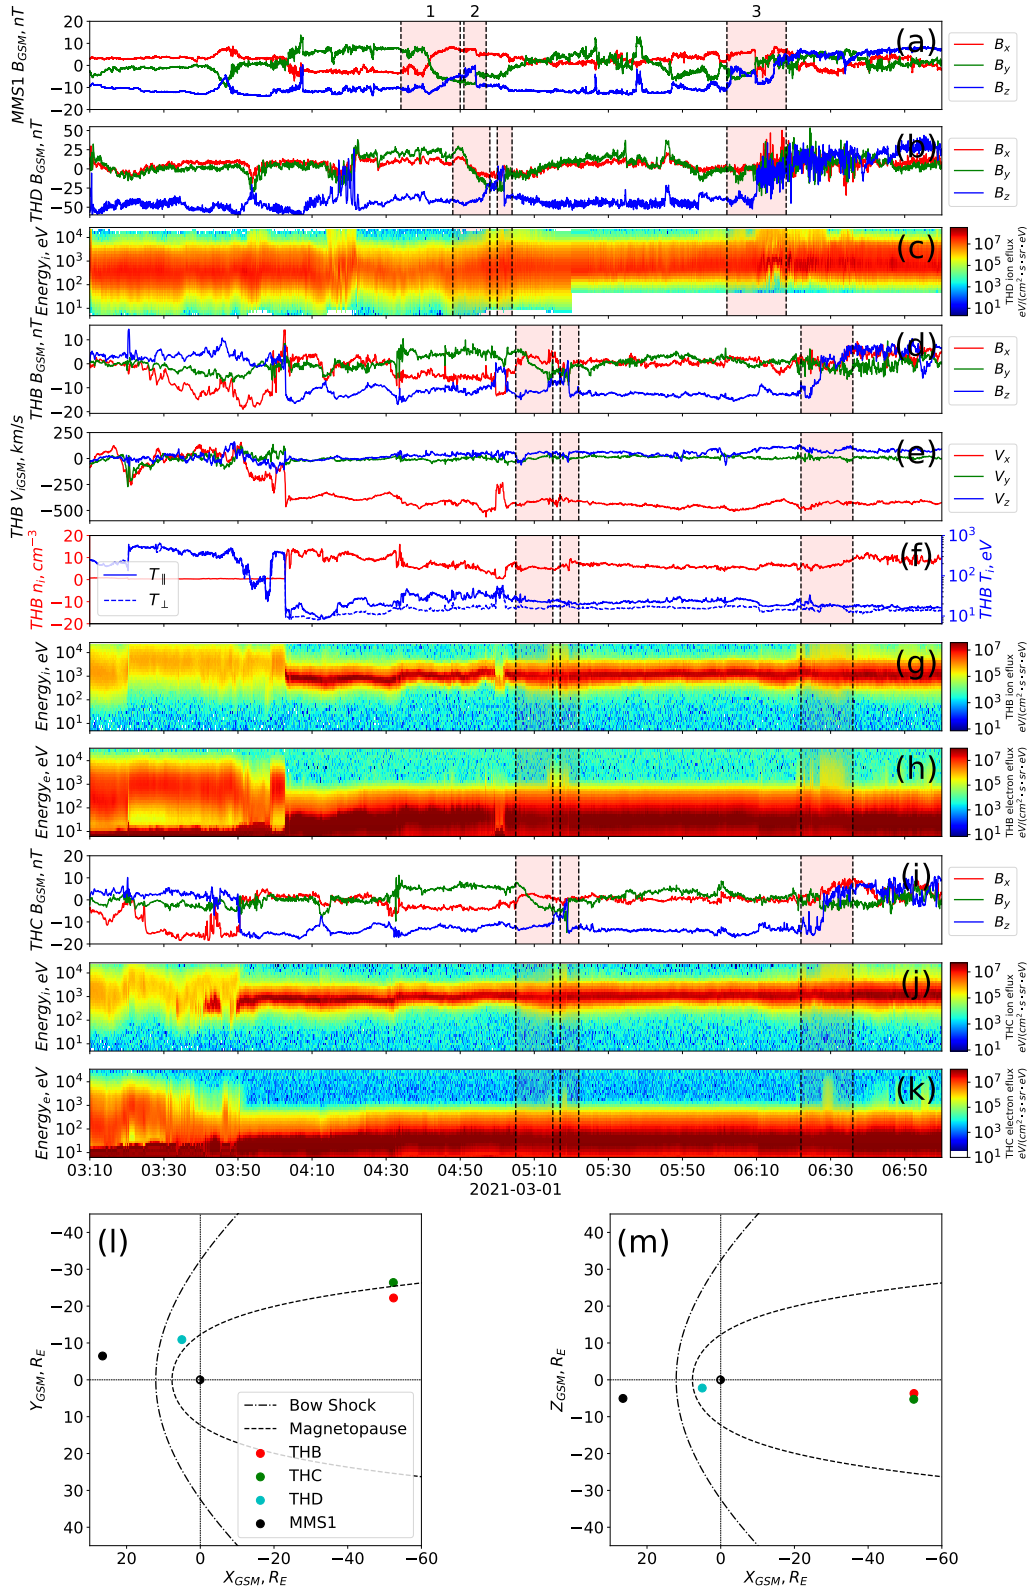 1 2 3
20
10
0
−10
−20
MMS1 B_GSM, nT
(a)
B_x
B_y
B_z
50
25
0
−25
−50
THD B_GSM, nT
(b)
B_x
B_y
B_z
10^4
10^3
10^2
10^1
Energy_i, eV
(c)
10^7
10^5
10^3
10^1
THD ion eflux
eV/(cm^2•s•sr•eV)
10
0
−10
−20
THB B_GSM, nT
(d)
B_x
B_y
B_z
250
0
−250
−500
THB V_iGSM, km/s
(e)
V_x
V_y
V_z
20
10
0
−10
−20
THB n_i, cm^−3
T_∥
T_⊥
(f)
10^3
10^2
10^1
THB T_i, eV
10^4
10^3
10^2
10^1
Energy_i, eV
(g)
10^7
10^5
10^3
10^1
THB ion eflux
eV/(cm^2•s•sr•eV)
10^4
10^3
10^2
10^1
Energy_e, eV
(h)
10^7
10^5
10^3
10^1
THB electron eflux
eV/(cm^2•s•sr•eV)
20
10
0
−10
−20
THC B_GSM, nT
(i)
B_x
B_y
B_z
10^4
10^3
10^2
10^1
Energy_i, eV
(j)
10^7
10^5
10^3
10^1
THC ion eflux
eV/(cm^2•s•sr•eV)
10^4
10^3
10^2
10^1
Energy_e, eV
(k)
10^7
10^5
10^3
10^1
THC electron eflux
eV/(cm^2•s•sr•eV)
03:10 03:30 03:50 04:10 04:30 04:50 05:10 05:30 05:50 06:10 06:30 06:50
2021-03-01
(l)
−40
−30
−20
−10
0
10
20
30
40
Y_GSM, R_E
Bow Shock
Magnetopause
THB
THC
THD
MMS1
20 0 −20 −40 −60
X_GSM, R_E
(m)
−40
−30
−20
−10
0
10
20
30
40
Z_GSM, R_E
20 0 −20 −40 −60
X_GSM, R_E